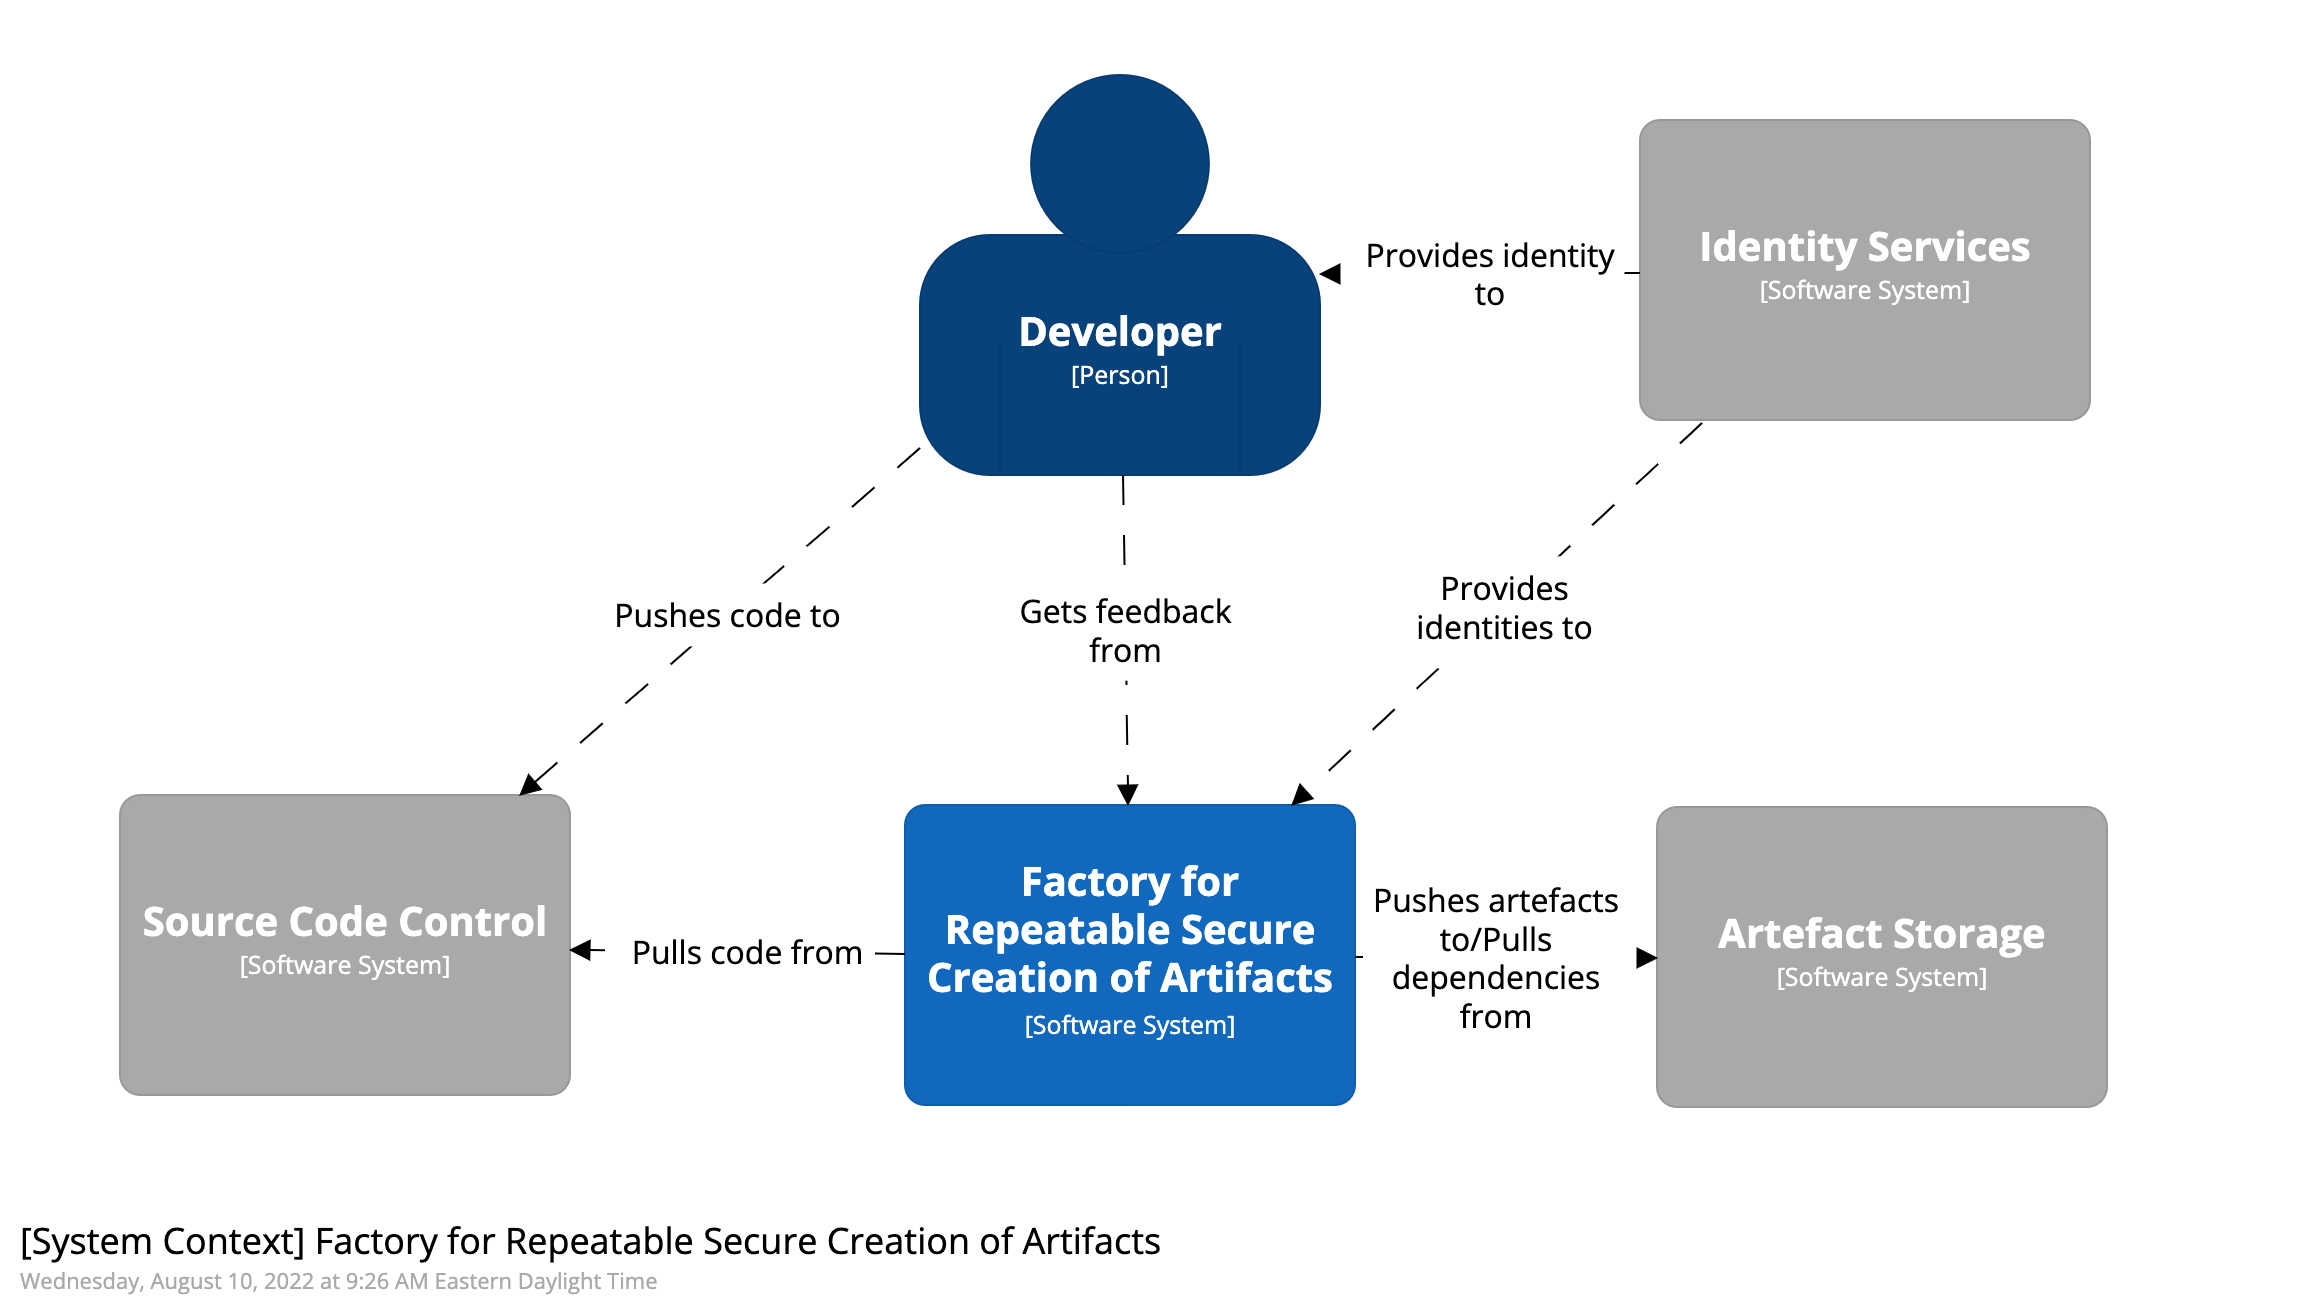 Provides identity
to
Identity Services
[Software System]
Developer
[Person]
Pushes code to
Gets feedback
from
Provides
identities to
Source Code Control
[Software System]
Pulls code from
Factory for
Repeatable Secure
Creation of Artifacts
[Software System]
Pushes artefacts
to/Pulls
dependencies
from
Artefact Storage
[Software System]
[System Context] Factory for Repeatable Secure Creation of Artifacts
Wednesday, August 10, 2022 at 9:26 AM Eastern Daylight Time